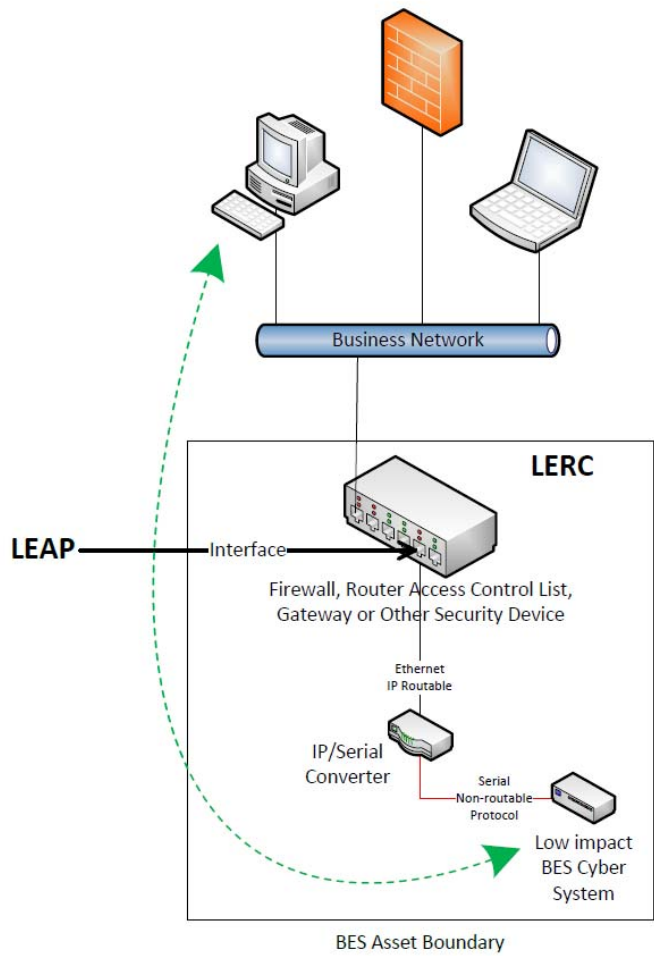 Business Network
LERC
LEAP
Interface
Firewall, Router Access Control List,
Gateway or Other Security Device
Ethernet
IP Routable
IP/Serial
Converter
Serial
Non-routable
Protocol
Low impact
BES Cyber
System
BES Asset Boundary